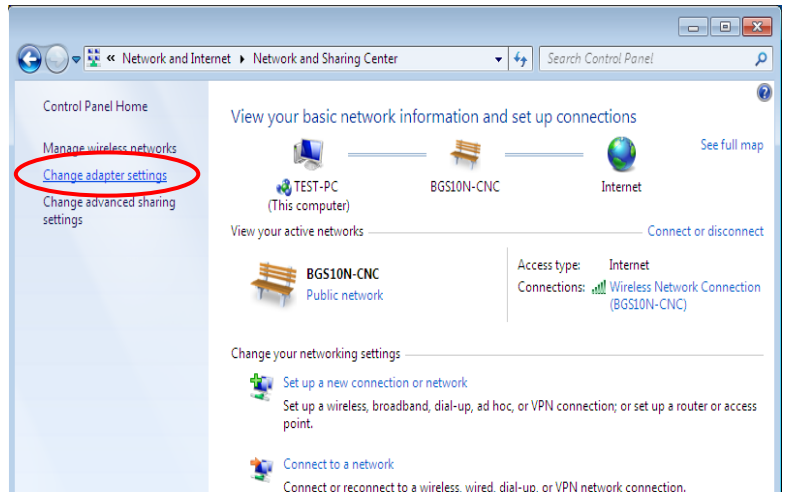 « Network and Internet ▸ Network and Sharing Center
Search Control Panel
Control Panel Home
Manage wireless networks
Change adapter settings
Change advanced sharing
settings
View your basic network information and set up connections
See full map
TEST-PC
(This computer)
BGS10N-CNC
Internet
View your active networks
Connect or disconnect
BGS10N-CNC
Public network
Access type: Internet
Connections: Wireless Network Connection
(BGS10N-CNC)
Change your networking settings
Set up a new connection or network
Set up a wireless, broadband, dial-up, ad hoc, or VPN connection; or set up a router or access
point.
Connect to a network
Connect or reconnect to a wireless, wired, dial-up, or VPN network connection.